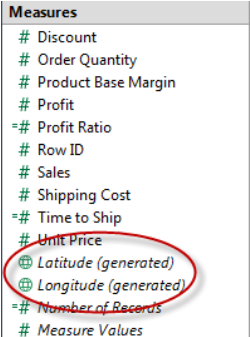 Measures
# Discount
# Order Quantity
# Product Base Margin
# Profit
=# Profit Ratio
# Row ID
# Sales
# Shipping Cost
=# Time to Ship
# Unit Price
Latitude (generated)
Longitude (generated)
=# Number of Records
# Measure Values